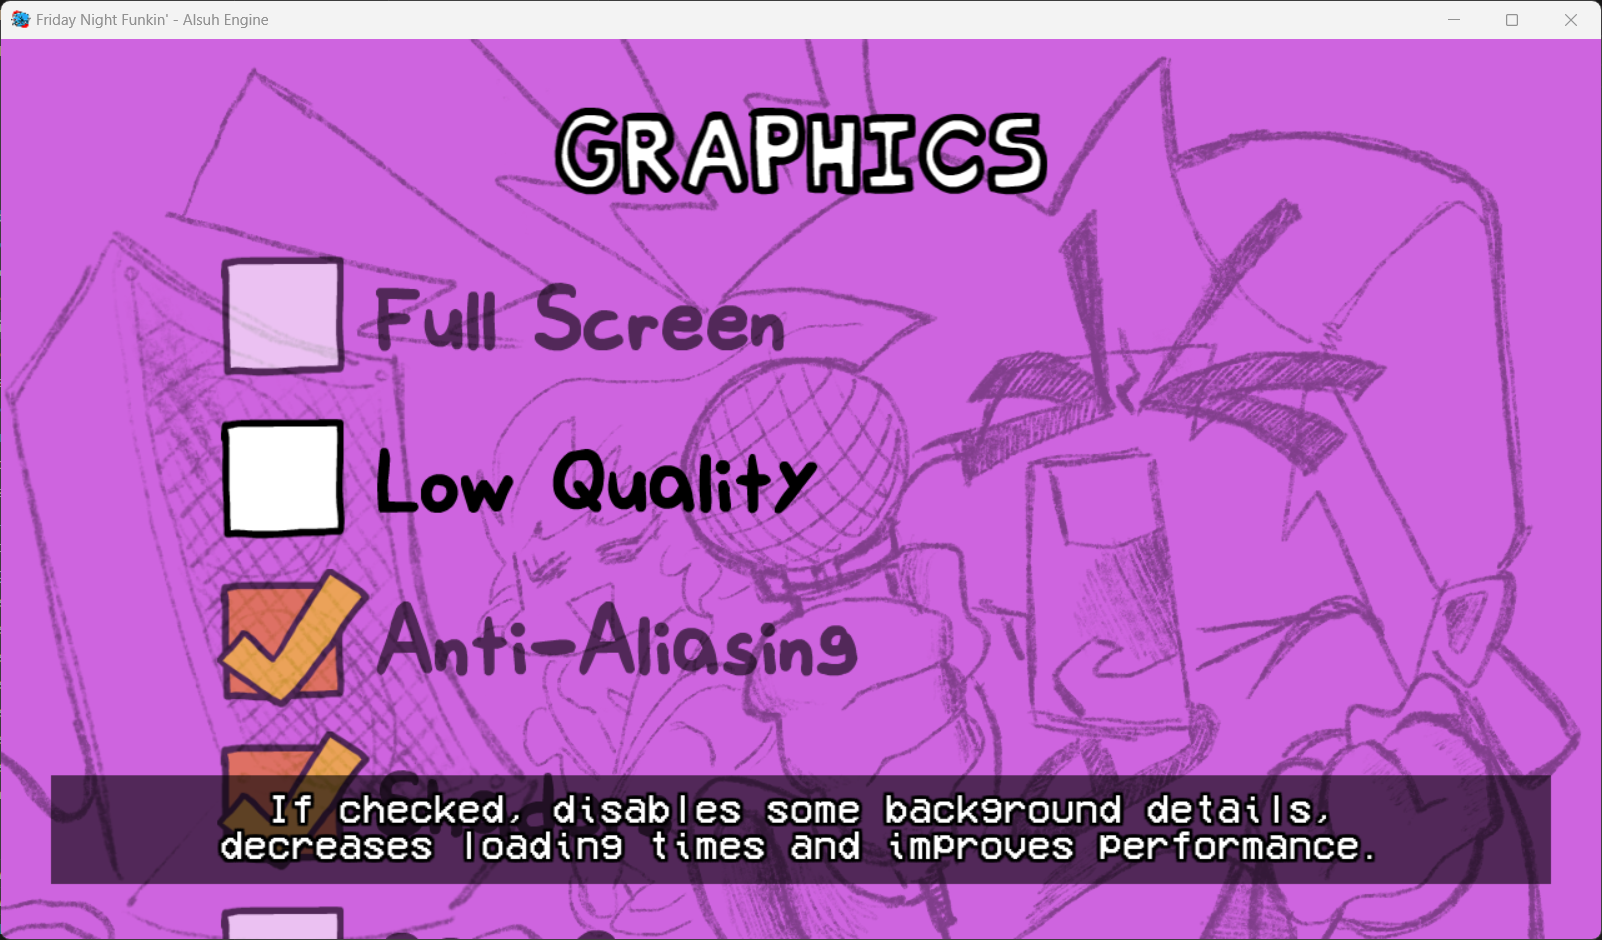 Friday Night Funkin' - Alsuh Engine
GRAPHICS
Full Screen
Low Quality
Anti-Aliasing
If checked, disables some background details,
decreases loading times and improves performance.